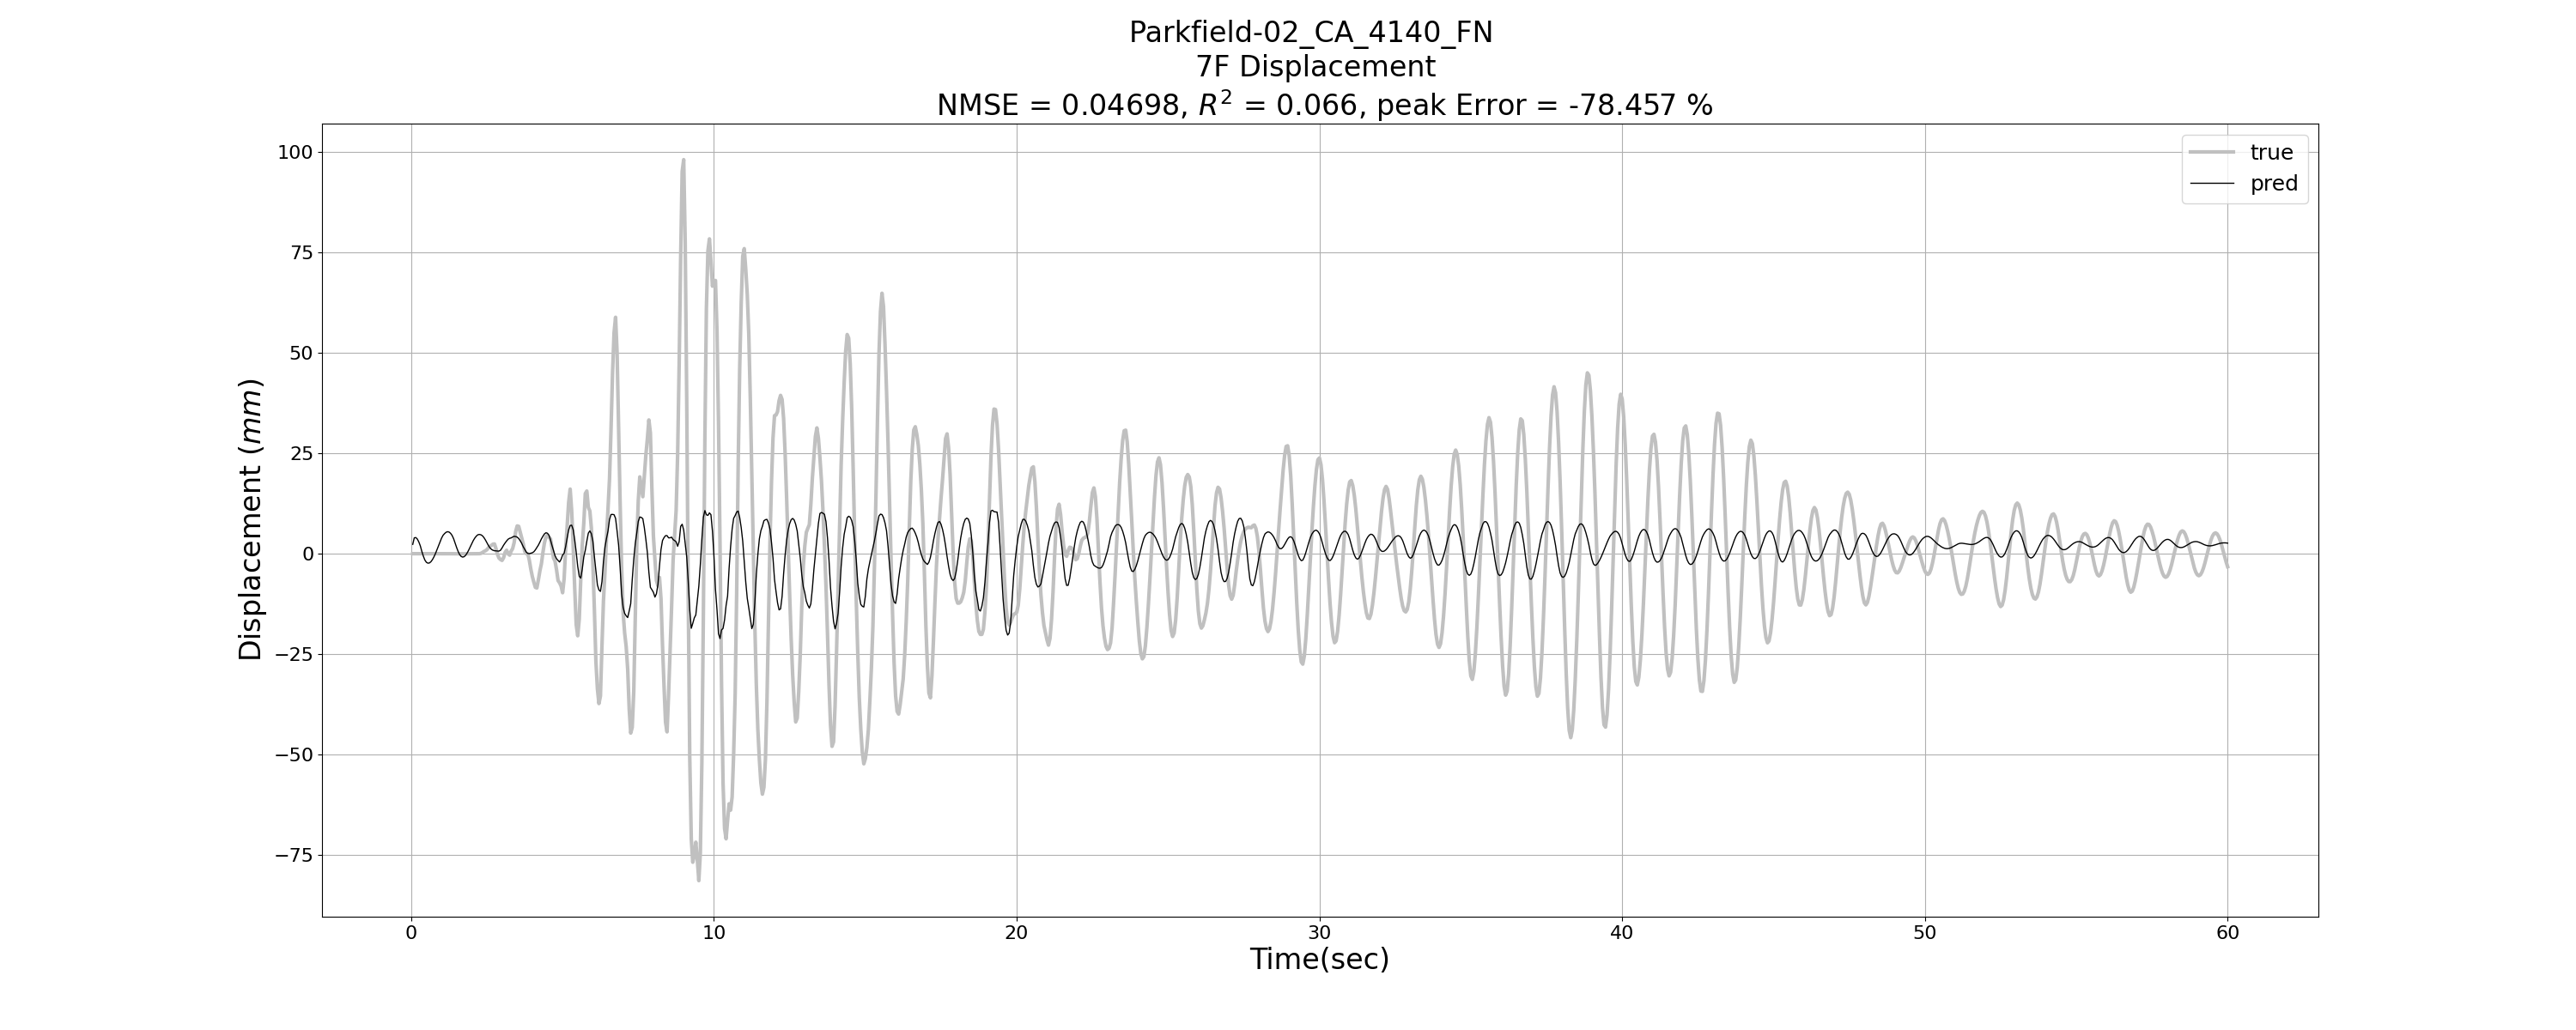 Parkfield-02_CA_4140_FN
7F Displacement
NMSE = 0.04698, R² = 0.066, peak Error = -78.457 %
true
pred
100
75
50
25
0
−25
−50
−75
Displacement (mm)
0 10 20 30 40 50 60
Time(sec)